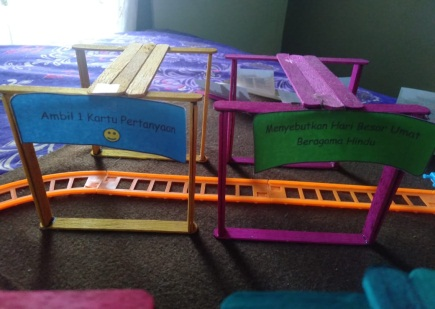 Ambil 1 Kartu Pertanyaan
Menyebutkan Hari Besar Umat
Beragama Hindu